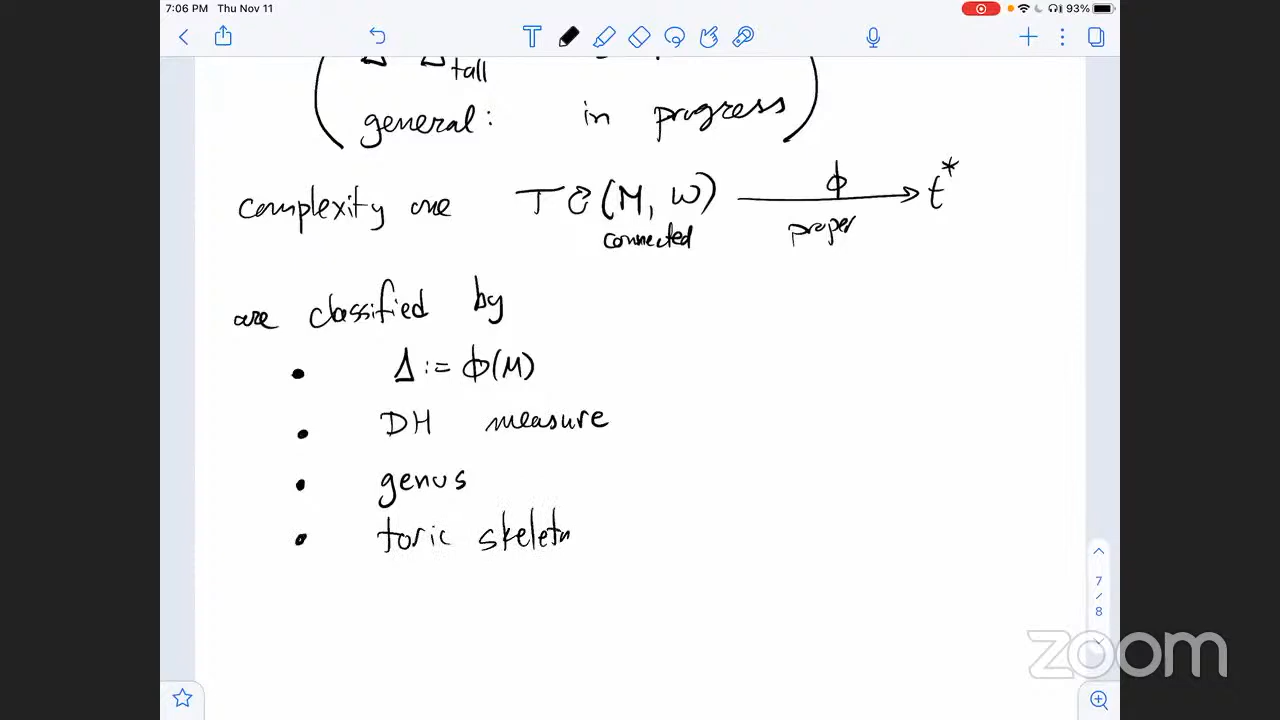 7:06 PM Thu Nov 11
93%
tall
general: in progress
complexity one T (M, ω) ϕ t*
connected proper
are classified by
• Δ := ϕ(M)
• DH measure
• genus
• toric skeleto
7
/
8
zoom